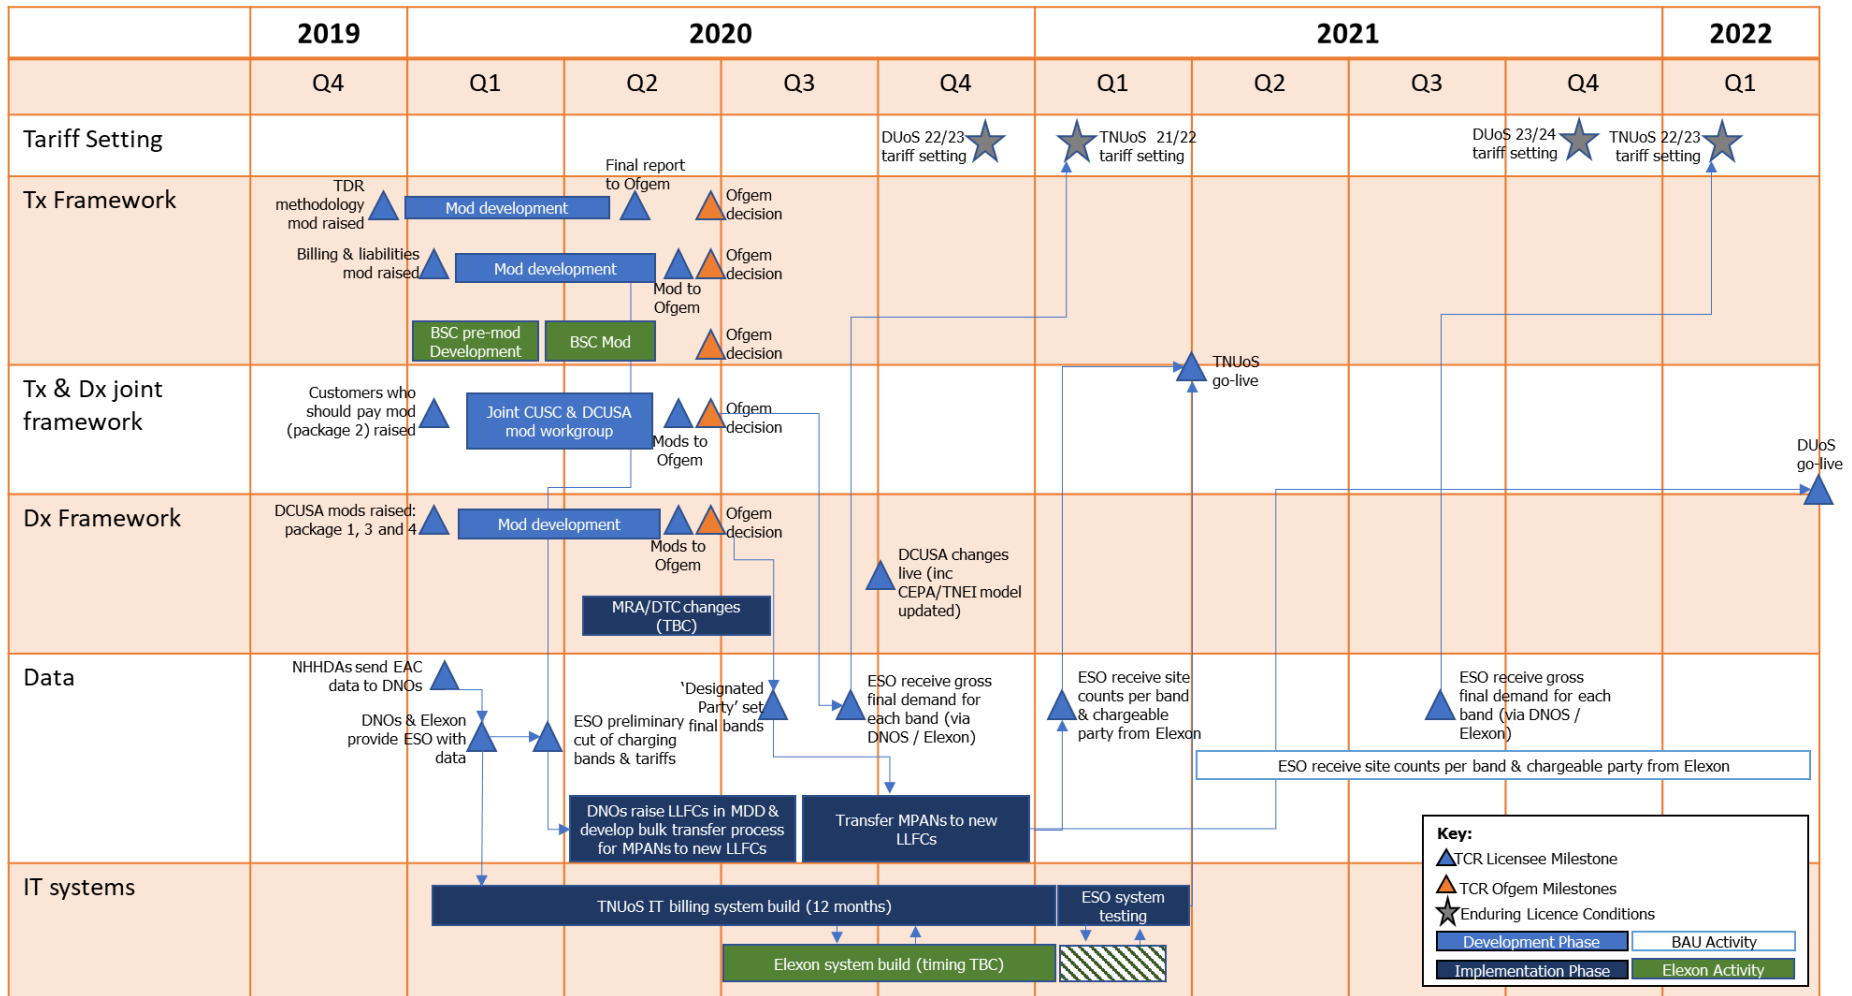 2019
2020
2021
2022
Q4
Q1
Q2
Q3
Q4
Q1
Q2
Q3
Q4
Q1
Tariff Setting
DUoS 22/23
tariff setting
TNUoS 21/22
tariff setting
DUoS 23/24
tariff setting
TNUoS 22/23
tariff setting
Tx Framework
TDR
methodology
mod raised
Mod development
Final report
to Ofgem
Ofgem
decision
Billing & liabilities
mod raised
Mod development
Mod to
Ofgem
Ofgem
decision
BSC pre-mod
Development
BSC Mod
Ofgem
decision
TNUoS
go-live
Tx & Dx joint
framework
Customers who
should pay mod
(package 2) raised
Joint CUSC & DCUSA
mod workgroup
Mods to
Ofgem
Ofgem
decision
DUoS
go-live
Dx Framework
DCUSA mods raised:
package 1, 3 and 4
Mod development
Mods to
Ofgem
Ofgem
decision
DCUSA changes
live (inc
CEPA/TNEI model
updated)
MRA/DTC changes
(TBC)
Data
NHHDAs send EAC
data to DNOs
DNOs & Elexon
provide ESO with
data
ESO preliminary
cut of charging
bands & tariffs
‘Designated
Party’ set
final bands
ESO receive gross
final demand for
each band (via
DNOS / Elexon)
ESO receive site
counts per band
& chargeable
party from Elexon
ESO receive gross
final demand for each
band (via DNOS /
Elexon)
ESO receive site counts per band & chargeable party from Elexon
DNOs raise LLFCs in MDD &
develop bulk transfer process
for MPANs to new LLFCs
Transfer MPANs to new
LLFCs
IT systems
TNUoS IT billing system build (12 months)
ESO system
testing
Elexon system build (timing TBC)
Key:
TCR Licensee Milestone
TCR Ofgem Milestones
Enduring Licence Conditions
Development Phase
BAU Activity
Implementation Phase
Elexon Activity